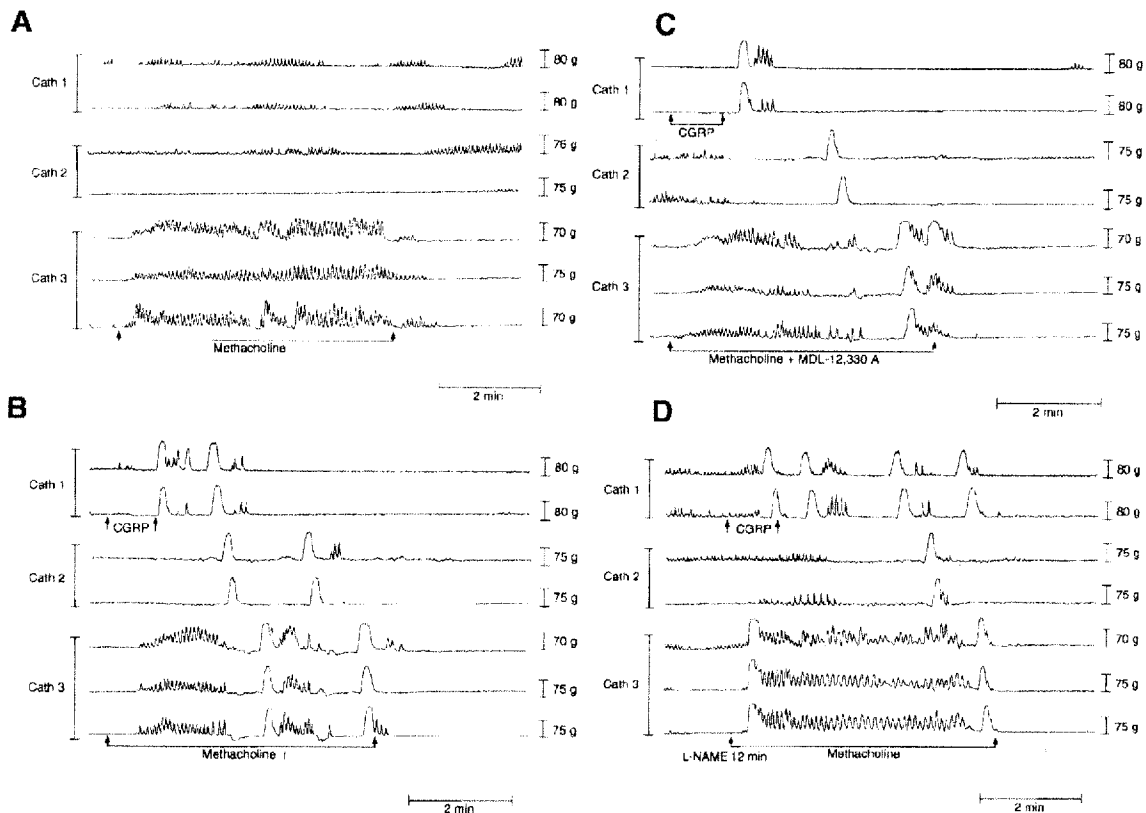 A
Cath 1
80 g
80 g
Cath 2
76 g
75 g
Cath 3
70 g
75 g
70 g
Methacholine
2 min
B
Cath 1
80 g
80 g
CGRP
Cath 2
75 g
75 g
Cath 3
70 g
75 g
75 g
Methacholine
2 min
C
Cath 1
80 g
80 g
CGRP
Cath 2
75 g
75 g
Cath 3
70 g
75 g
75 g
Methacholine + MDL-12,330 A
2 min
D
Cath 1
80 g
80 g
CGRP
Cath 2
75 g
75 g
Cath 3
70 g
75 g
75 g
L-NAME 12 min Methacholine
2 min